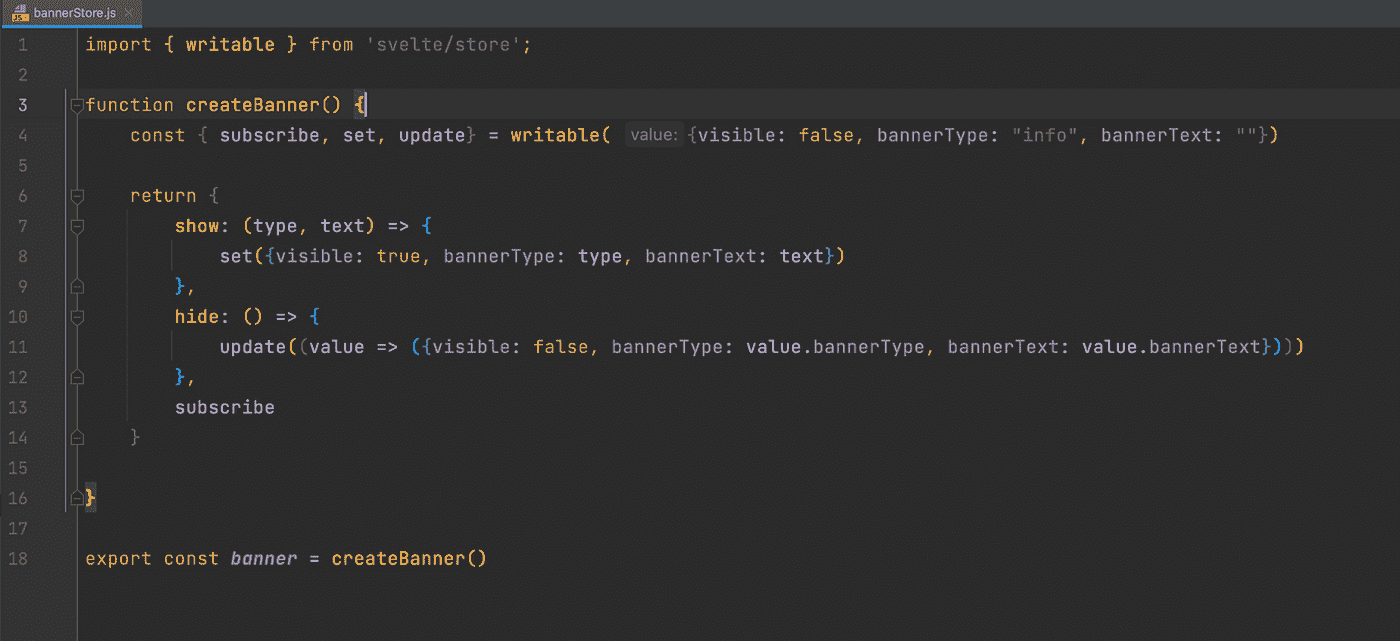 bannerStore.js
1 import { writable } from 'svelte/store';
2
3 function createBanner() {
4 const { subscribe, set, update} = writable( value: {visible: false, bannerType: "info", bannerText: ""})
5
6 return {
7 show: (type, text) => {
8 set({visible: true, bannerType: type, bannerText: text})
9 },
10 hide: () => {
11 update((value => ({visible: false, bannerType: value.bannerType, bannerText: value.bannerText})))
12 },
13 subscribe
14 }
15
16 }
17
18 export const banner = createBanner()